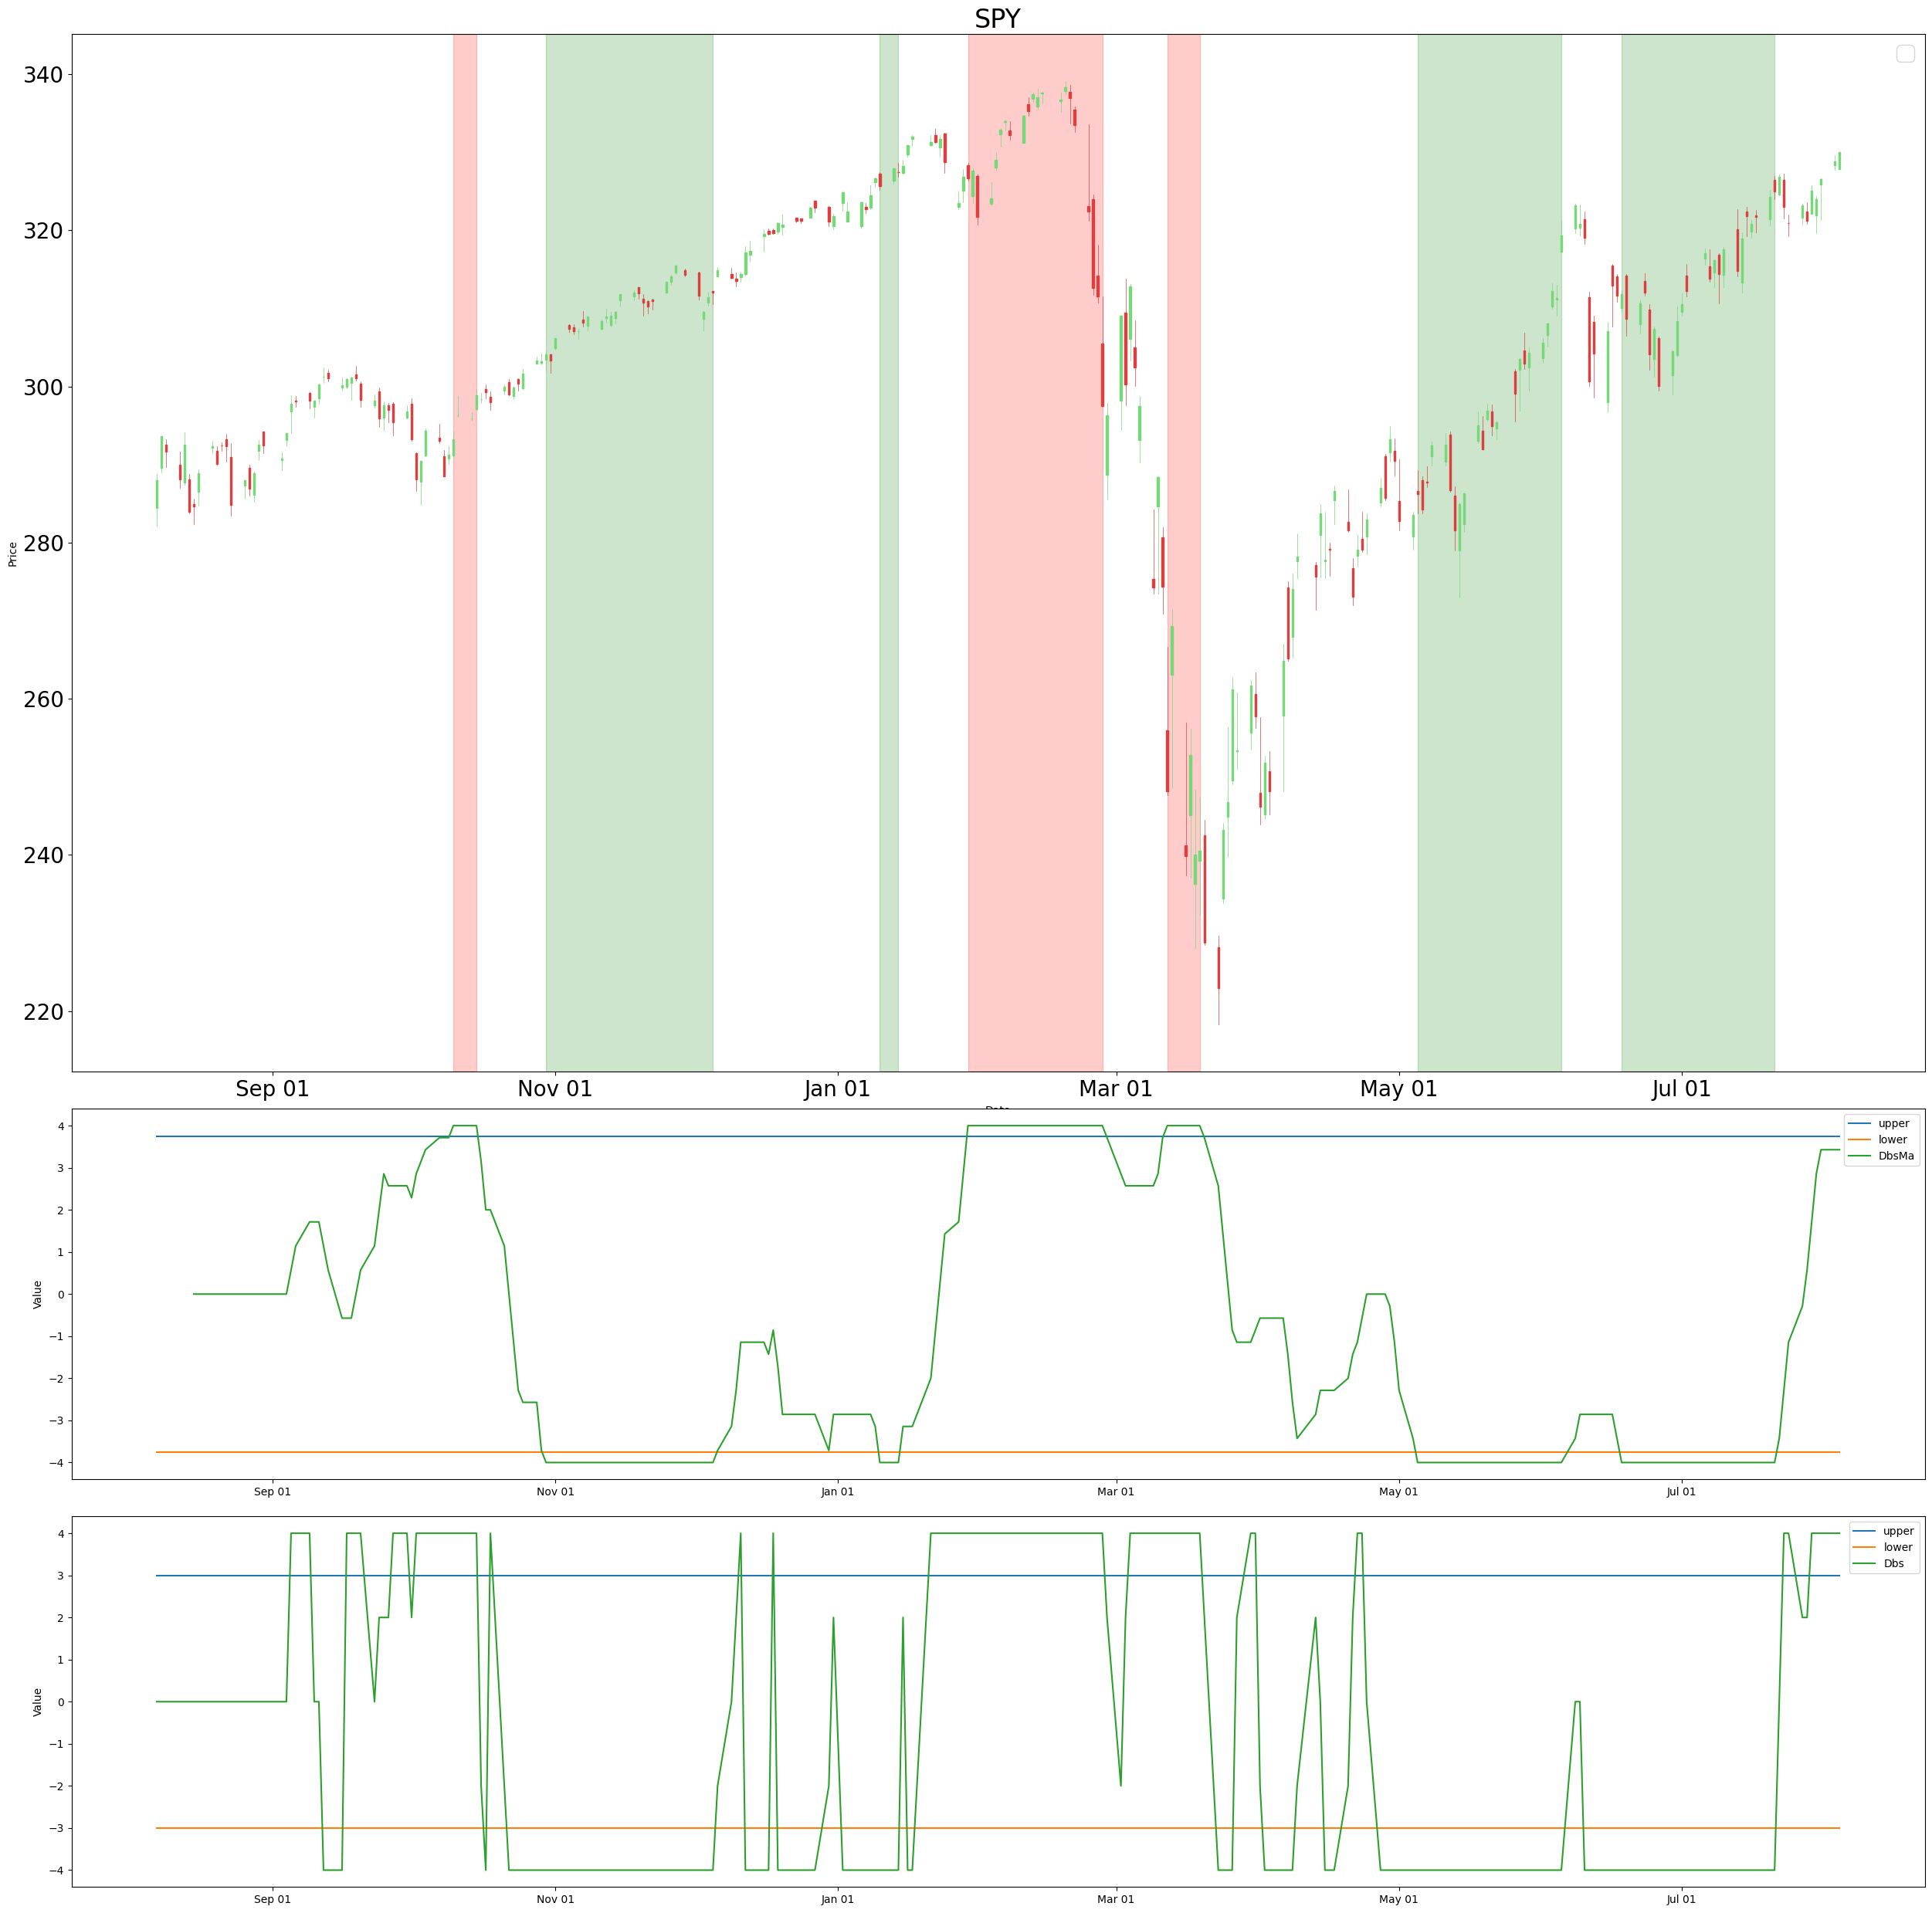 SPY
340
320
300
280
260
240
220
Price
Sep 01 Nov 01 Jan 01 Mar 01 May 01 Jul 01
Date
4
3
2
1
0
−1
−2
−3
−4
Value
upper
lower
DbsMa
Sep 01 Nov 01 Jan 01 Mar 01 May 01 Jul 01
4
3
2
1
0
−1
−2
−3
−4
Value
upper
lower
Dbs
Sep 01 Nov 01 Jan 01 Mar 01 May 01 Jul 01